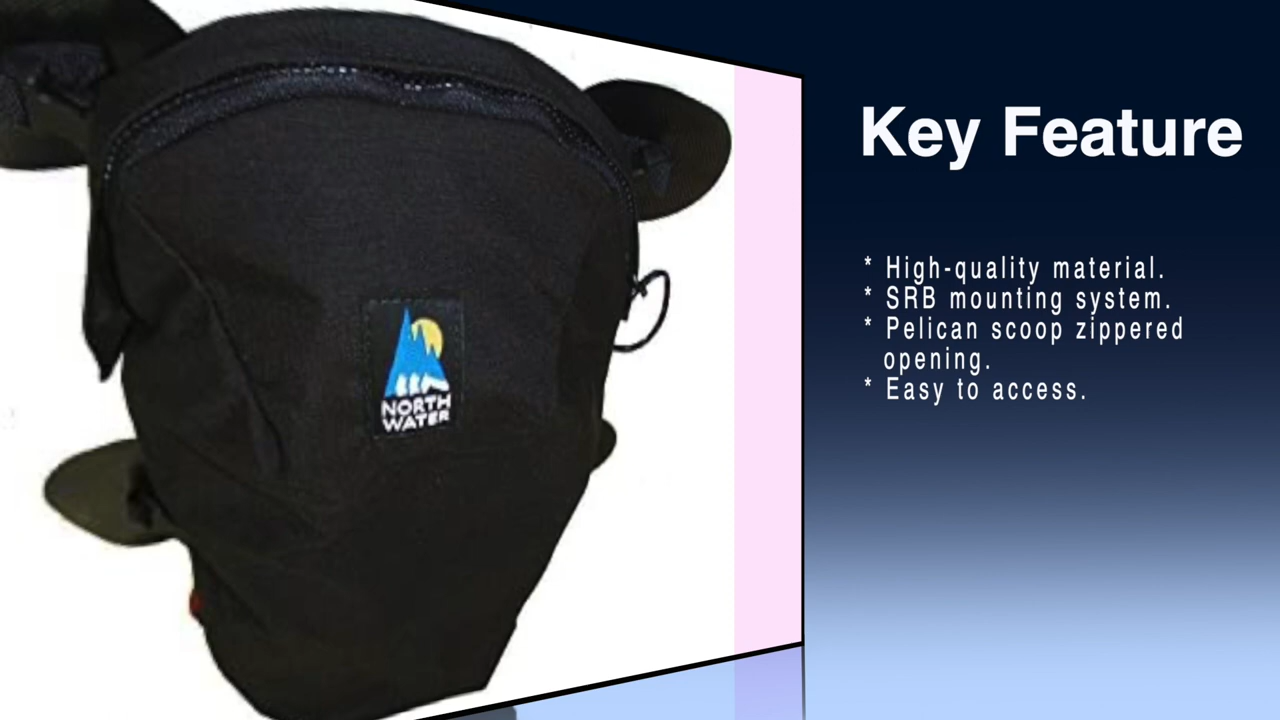 Key Feature
* High-quality material.
* SRB mounting system.
* Pelican scoop zippered
opening.
* Easy to access.
NORTH
WATER